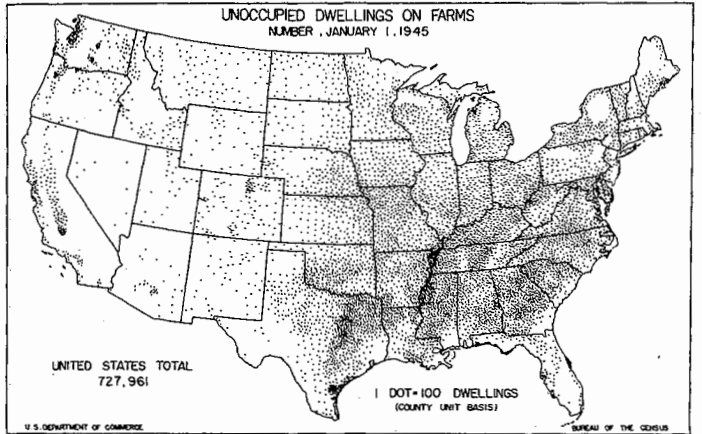 UNOCCUPIED DWELLINGS ON FARMS
NUMBER, JANUARY 1, 1945
UNITED STATES TOTAL
727,961
1 DOT=100 DWELLINGS
(COUNTY UNIT BASIS)
U.S. DEPARTMENT OF COMMERCE
BUREAU OF THE CENSUS